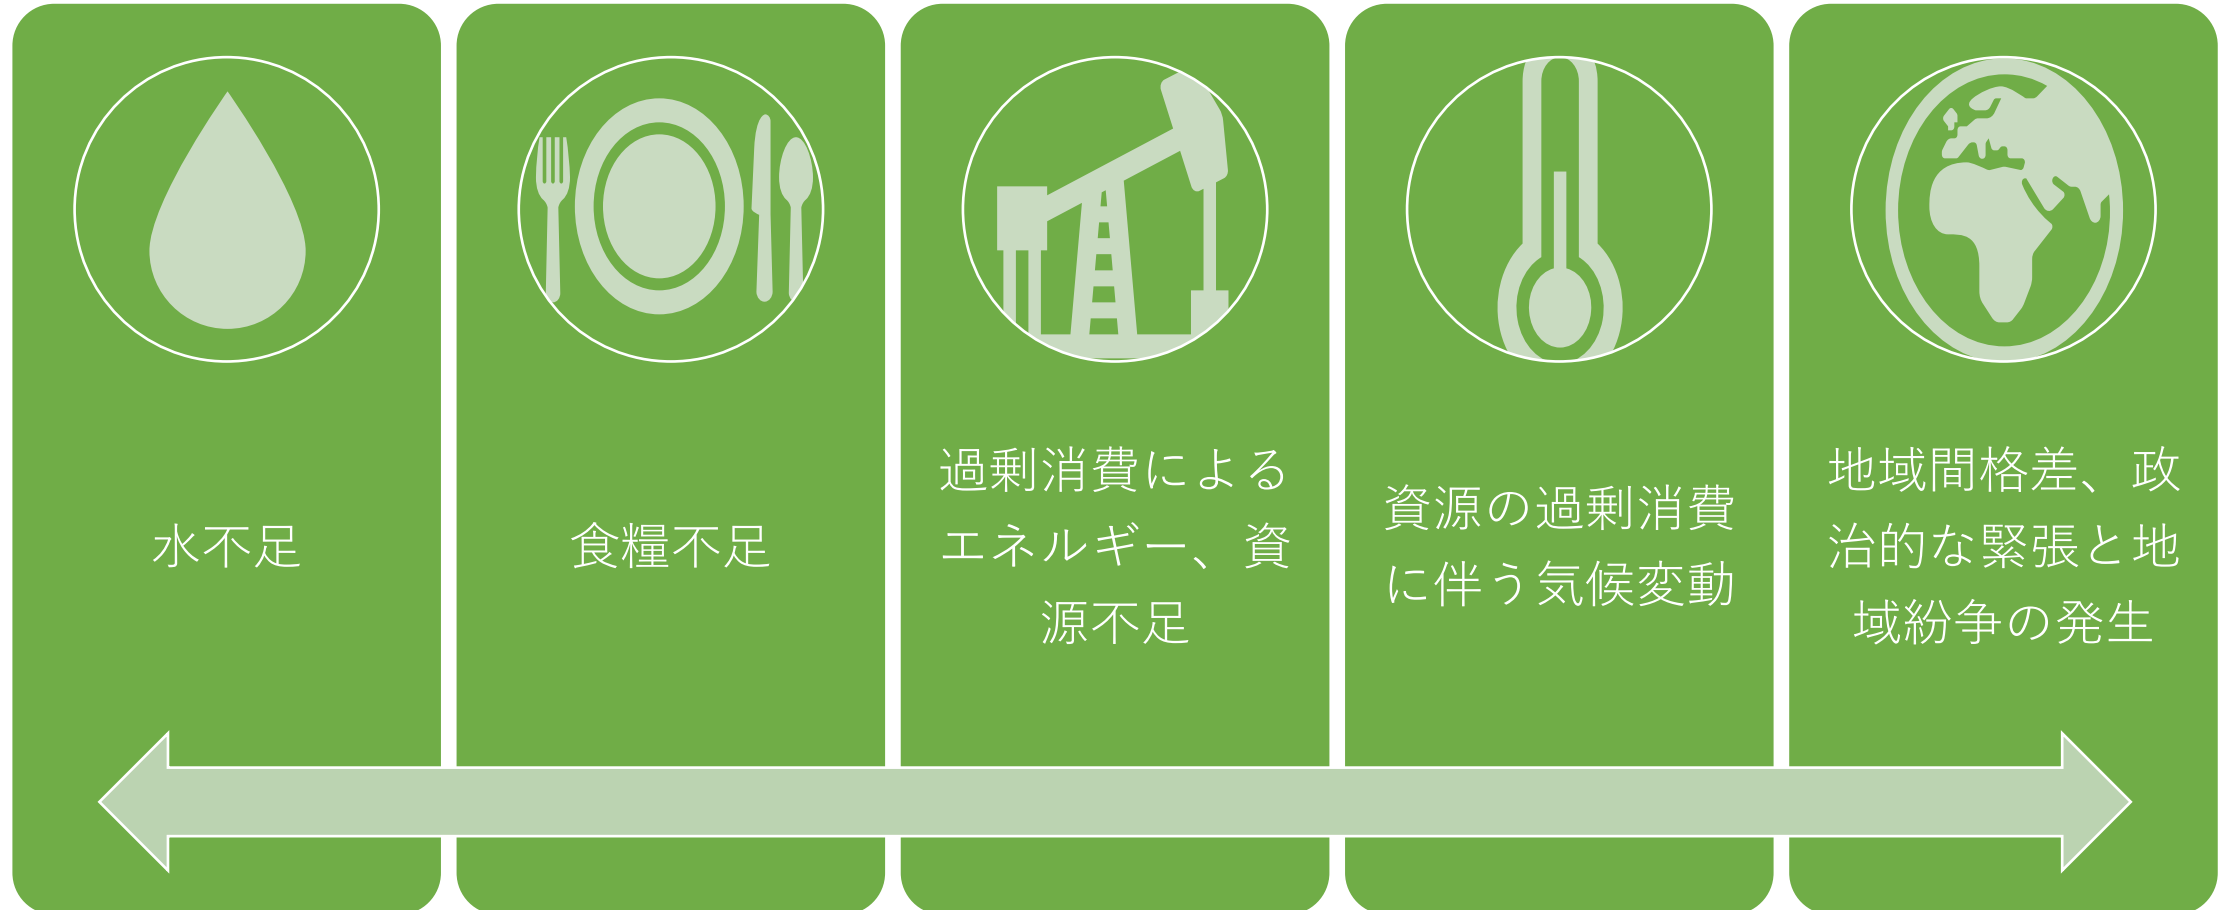 水不足
食糧不足
過剰消費による
エネルギー、資
源不足
資源の過剰消費
に伴う気候変動
地域間格差、政
治的な緊張と地
域紛争の発生